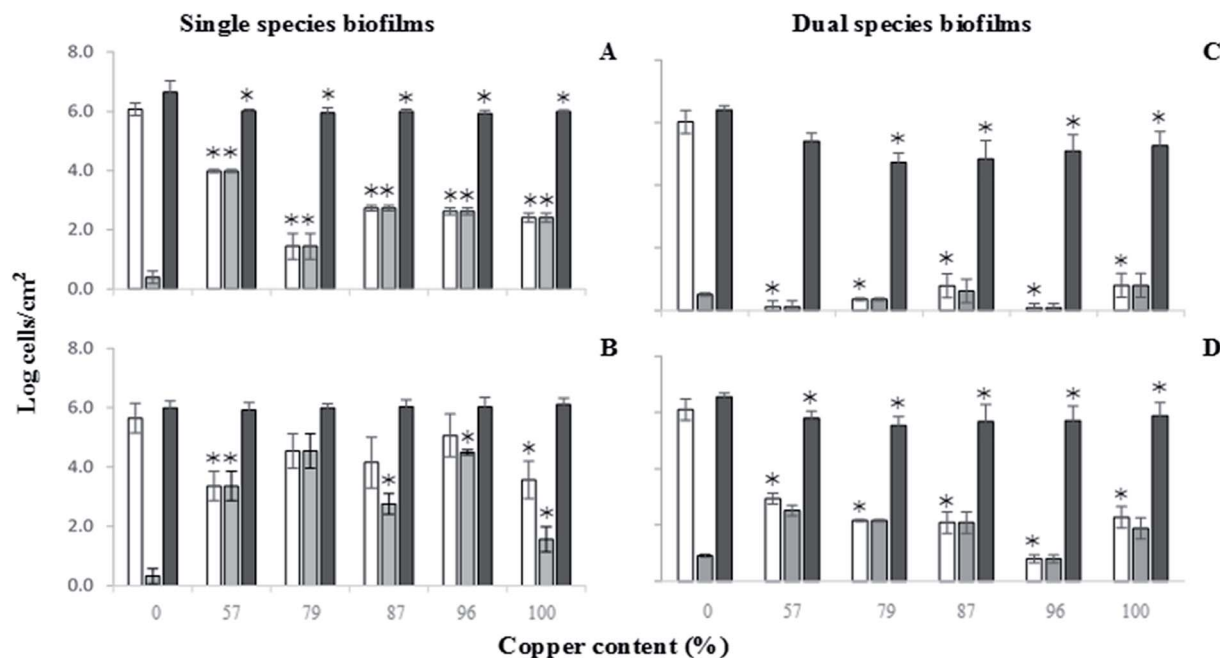 Single species biofilms
Dual species biofilms
A
8.0
6.0
4.0
2.0
0.0
* * * * *
** ** ** ** **
C
* * * *
* * * * *
B
8.0
6.0
4.0
2.0
0.0
** * * * *
D
* * * * *
* * * * *
Log cells/cm²
0 57 79 87 96 100
0 57 79 87 96 100
Copper content (%)